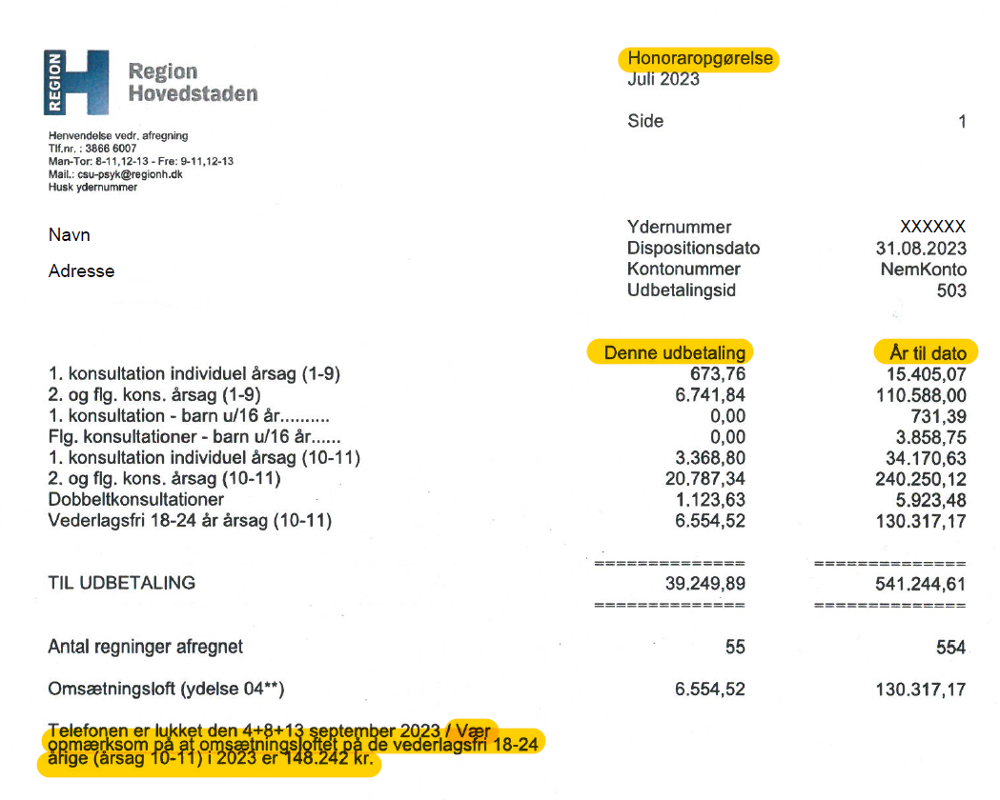 REGION
Region
Hovedstaden
Henvendelse vedr. afregning
Tlf.nr. : 3866 6007
Man-Tor: 8-11,12-13 - Fre: 9-11,12-13
Mail.: csu-psyk@regionh.dk
Husk ydernummer
Honoraropgørelse
Juli 2023
Side 1
Navn
Adresse
Ydernummer XXXXXX
Dispositionsdato 31.08.2023
Kontonummer NemKonto
Udbetalingsid 503
Denne udbetaling År til dato
1. konsultation individuel årsag (1-9) 673,76 15.405,07
2. og flg. kons. årsag (1-9) 6.741,84 110.588,00
1. konsultation - barn u/16 år.......... 0,00 731,39
Flg. konsultationer - barn u/16 år...... 0,00 3.858,75
1. konsultation individuel årsag (10-11) 3.368,80 34.170,63
2. og flg. kons. årsag (10-11) 20.787,34 240.250,12
Dobbeltkonsultationer 1.123,63 5.923,48
Vederlagsfri 18-24 år årsag (10-11) 6.554,52 130.317,17
============== ==============
TIL UDBETALING 39.249,89 541.244,61
============== ==============
Antal regninger afregnet 55 554
Omsætningsloft (ydelse 04**) 6.554,52 130.317,17
Telefonen er lukket den 4+8+13 september 2023 / Vær
opmærksom på at omsætningsloftet på de vederlagsfri 18-24
årige (årsag 10-11) i 2023 er 148.242 kr.